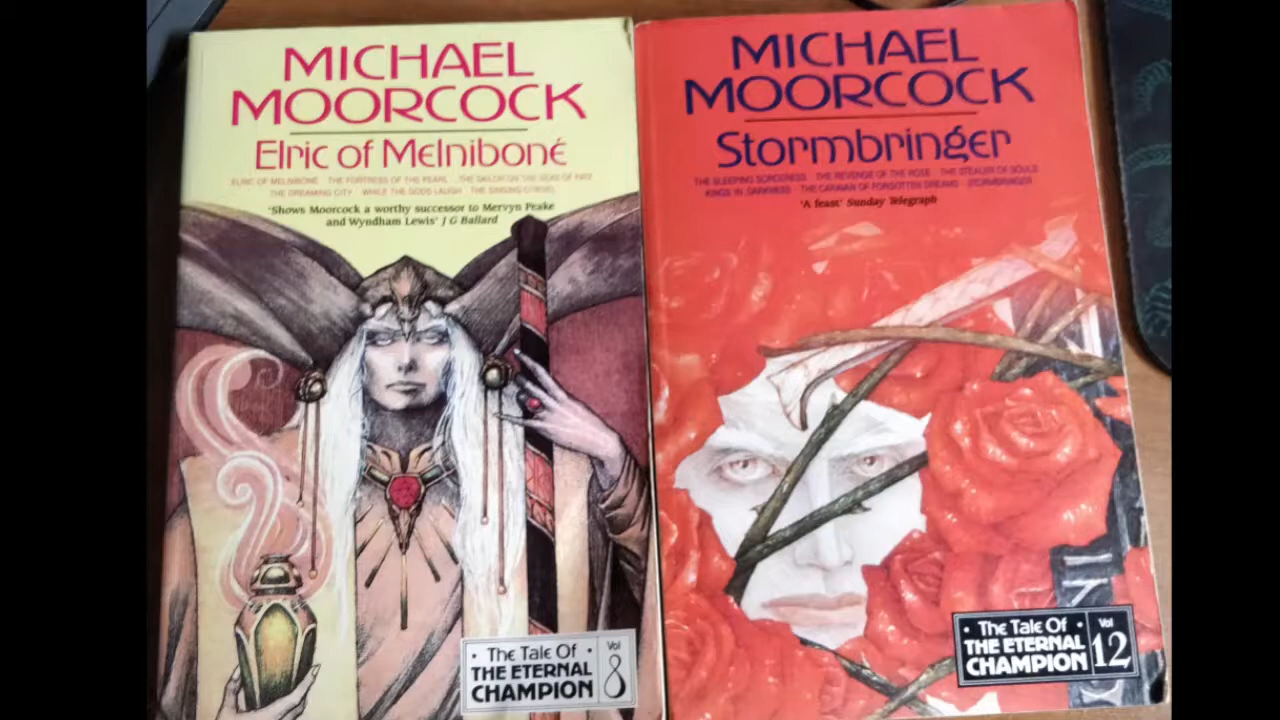 MICHAEL
MOORCOCK
Elric of Melniboné
ELRIC OF MELNIBONE THE FORTRESS OF THE PEARL THE SAILOR ON THE SEAS OF FATE
THE DREAMING CITY WHILE THE GODS LAUGH THE SINGING CITADEL
'Shows Moorcock a worthy successor to Mervyn Peake
and Wyndham Lewis' J G Ballard
• The Tale Of •
THE ETERNAL
CHAMPION
Vol
8
MICHAEL
MOORCOCK
Stormbringer
THE SLEEPING SORCERESS THE REVENGE OF THE ROSE THE STEALER OF SOULS
KINGS IN DARKNESS THE CARAVAN OF FORGOTTEN DREAMS STORMBRINGER
'A feast' Sunday Telegraph
• The Tale Of •
THE ETERNAL
CHAMPION
Vol
12